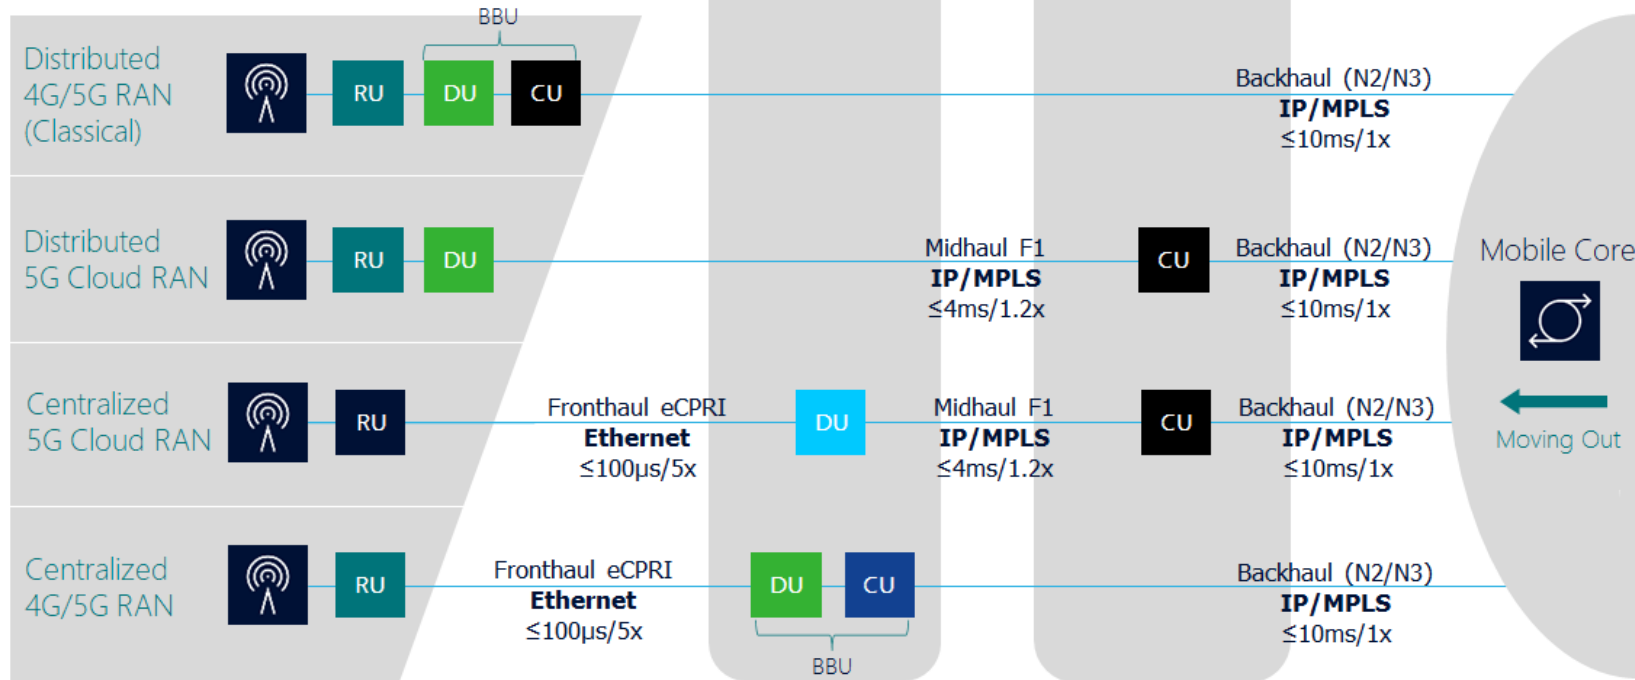 BBU
Distributed
4G/5G RAN
(Classical)
RU
DU
CU
Backhaul (N2/N3)
IP/MPLS
≤10ms/1x
Distributed
5G Cloud RAN
RU
DU
Midhaul F1
IP/MPLS
≤4ms/1.2x
CU
Backhaul (N2/N3)
IP/MPLS
≤10ms/1x
Mobile Core
Centralized
5G Cloud RAN
RU
Fronthaul eCPRI
Ethernet
≤100μs/5x
DU
Midhaul F1
IP/MPLS
≤4ms/1.2x
CU
Backhaul (N2/N3)
IP/MPLS
≤10ms/1x
Moving Out
Centralized
4G/5G RAN
RU
Fronthaul eCPRI
Ethernet
≤100μs/5x
DU
CU
BBU
Backhaul (N2/N3)
IP/MPLS
≤10ms/1x